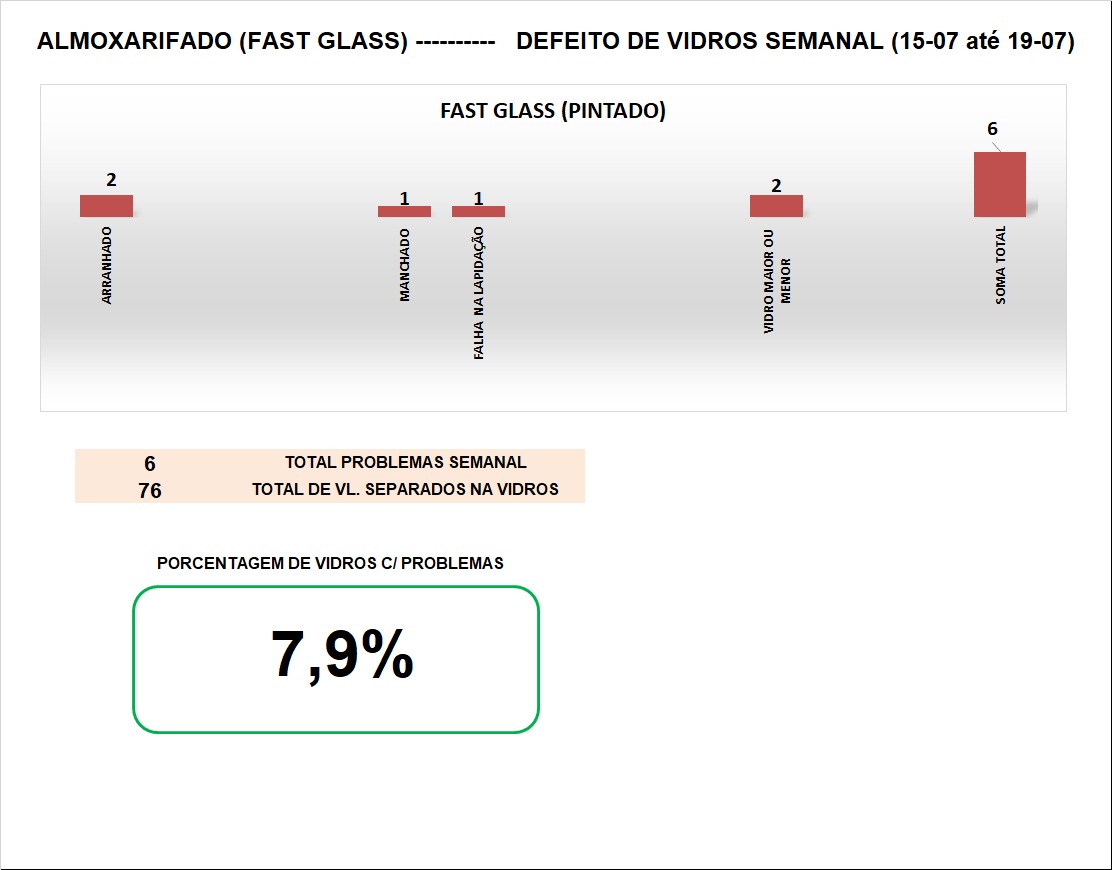 ALMOXARIFADO (FAST GLASS) ---------- DEFEITO DE VIDROS SEMANAL (15-07 até 19-07)
FAST GLASS (PINTADO)
2
1
1
2
6
ARRANHADO
MANCHADO
FALHA NA LAPIDAÇÃO
VIDRO MAIOR OU
MENOR
SOMA TOTAL
6 TOTAL PROBLEMAS SEMANAL
76 TOTAL DE VL. SEPARADOS NA VIDROS
PORCENTAGEM DE VIDROS C/ PROBLEMAS
7,9%